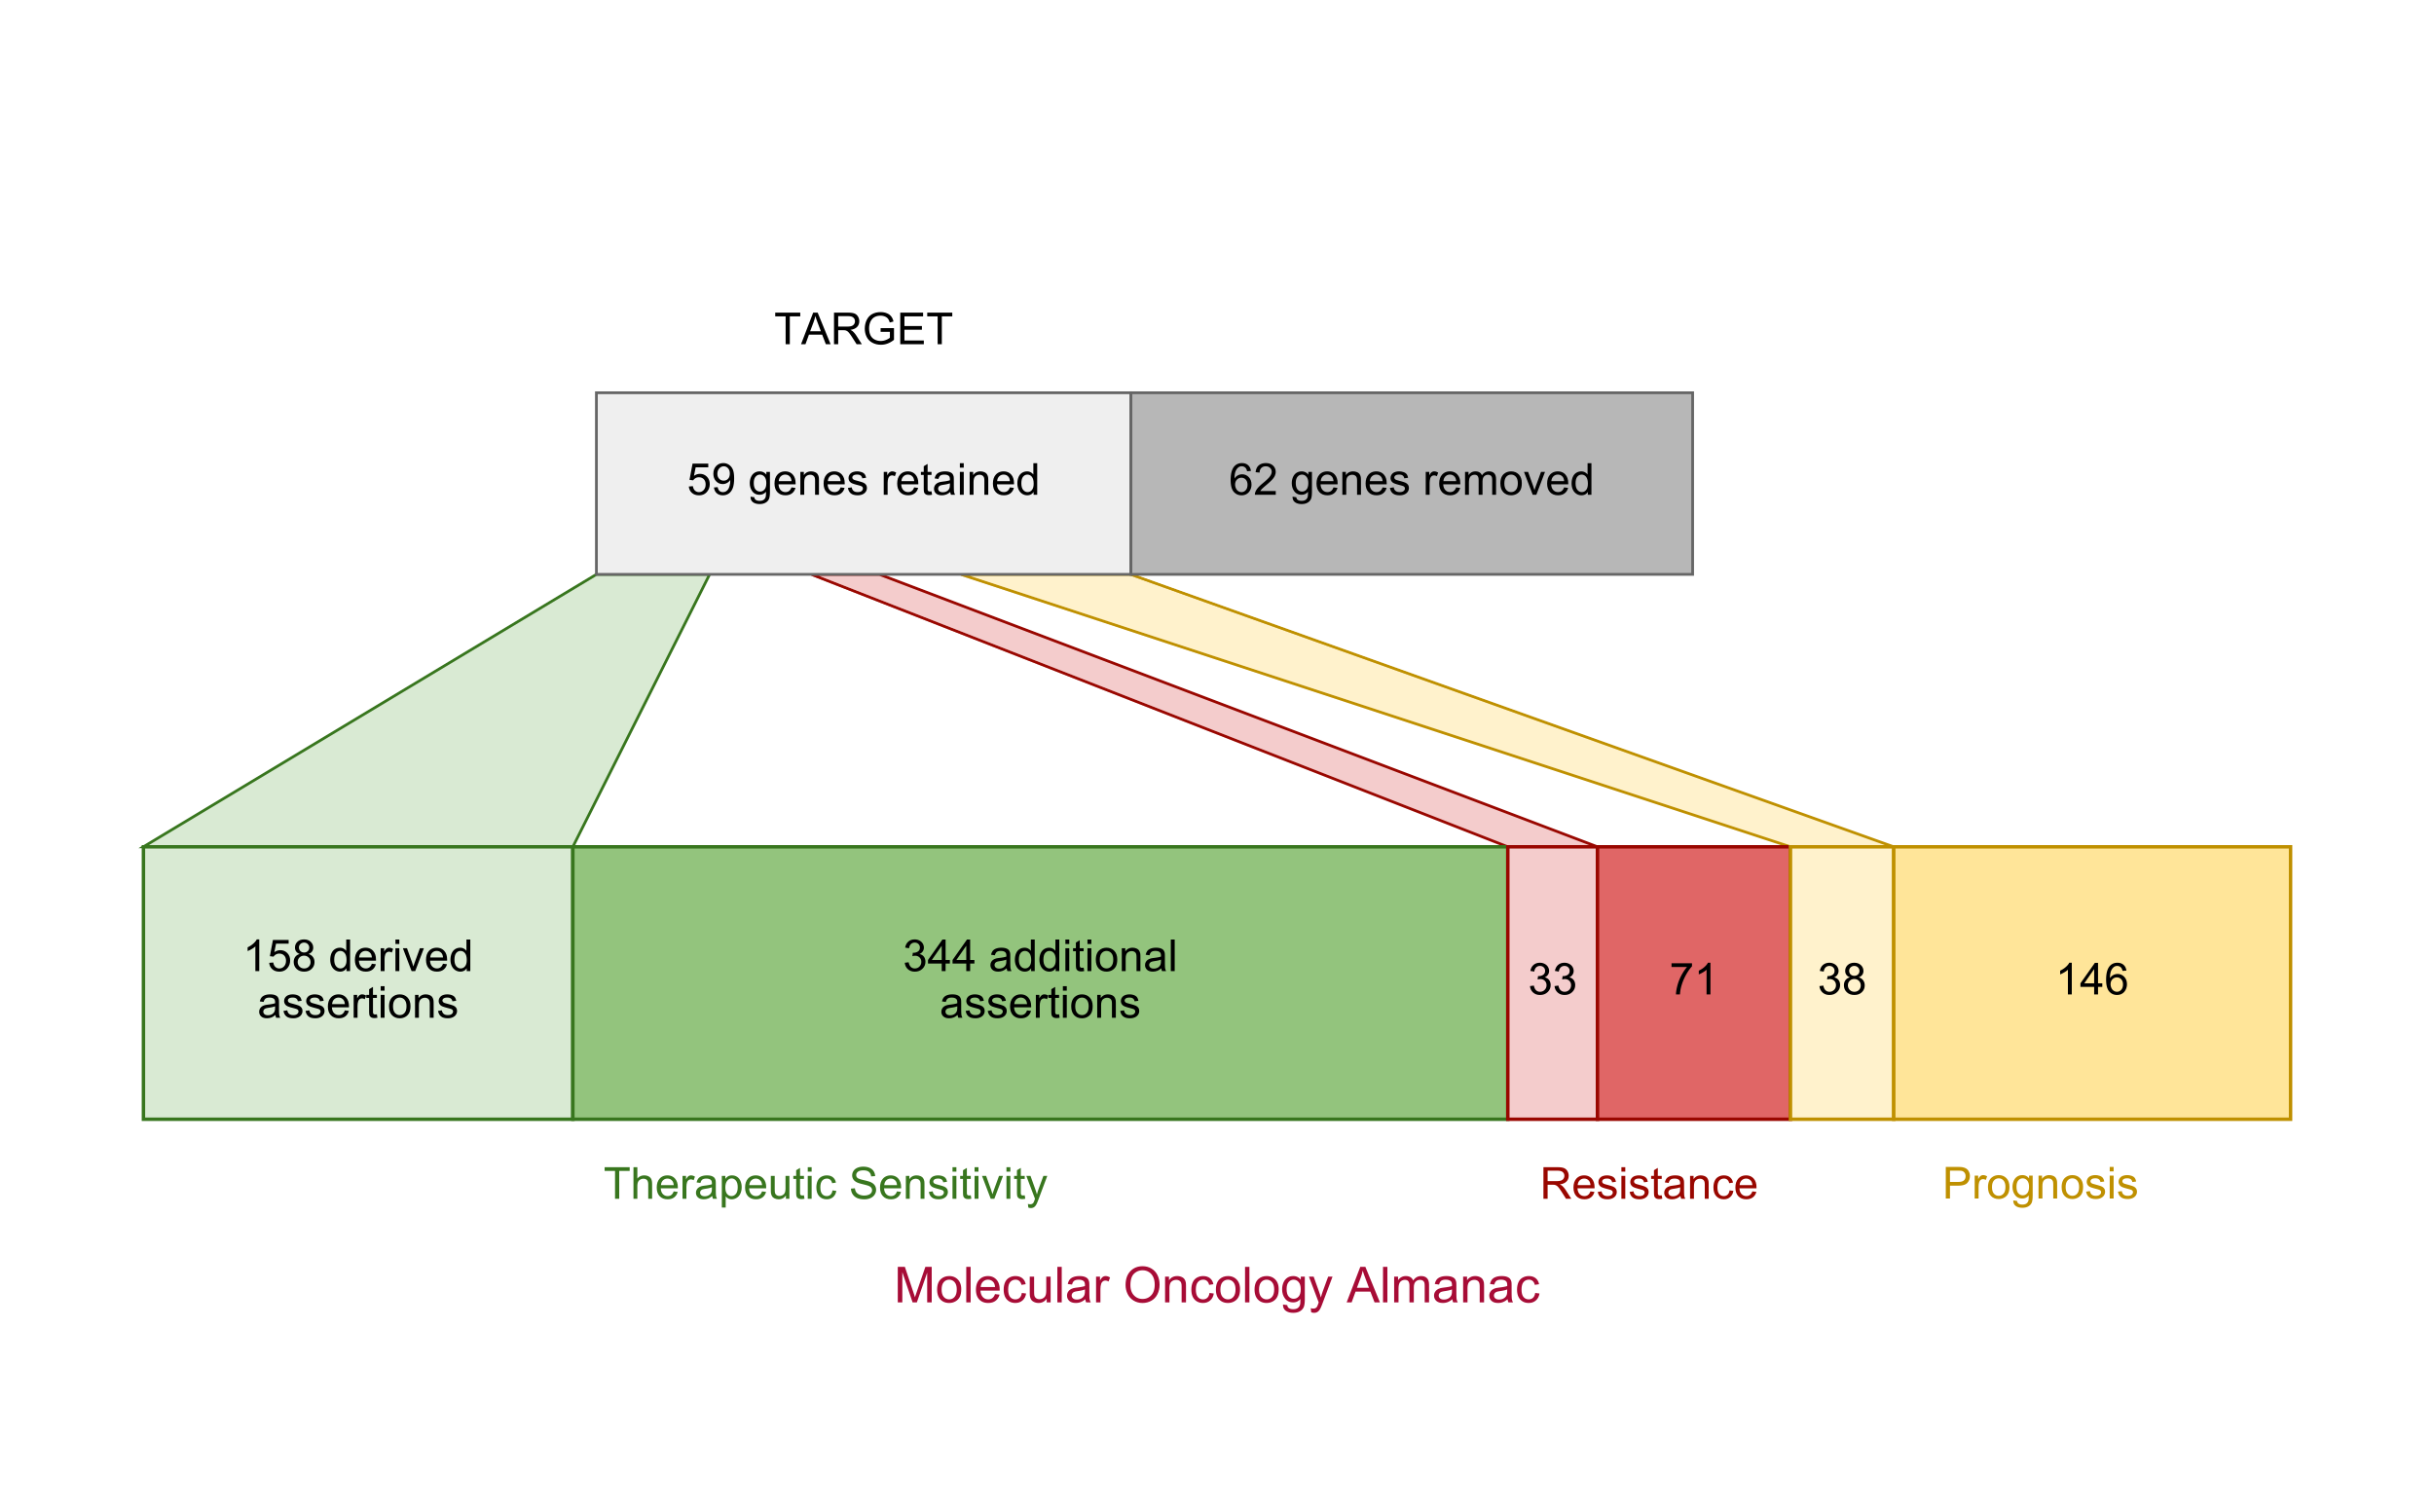 TARGET
59 genes retained
62 genes removed
158 derived
assertions
344 additional
assertions
33
71
38
146
Therapeutic Sensitivity
Resistance
Prognosis
Molecular Oncology Almanac